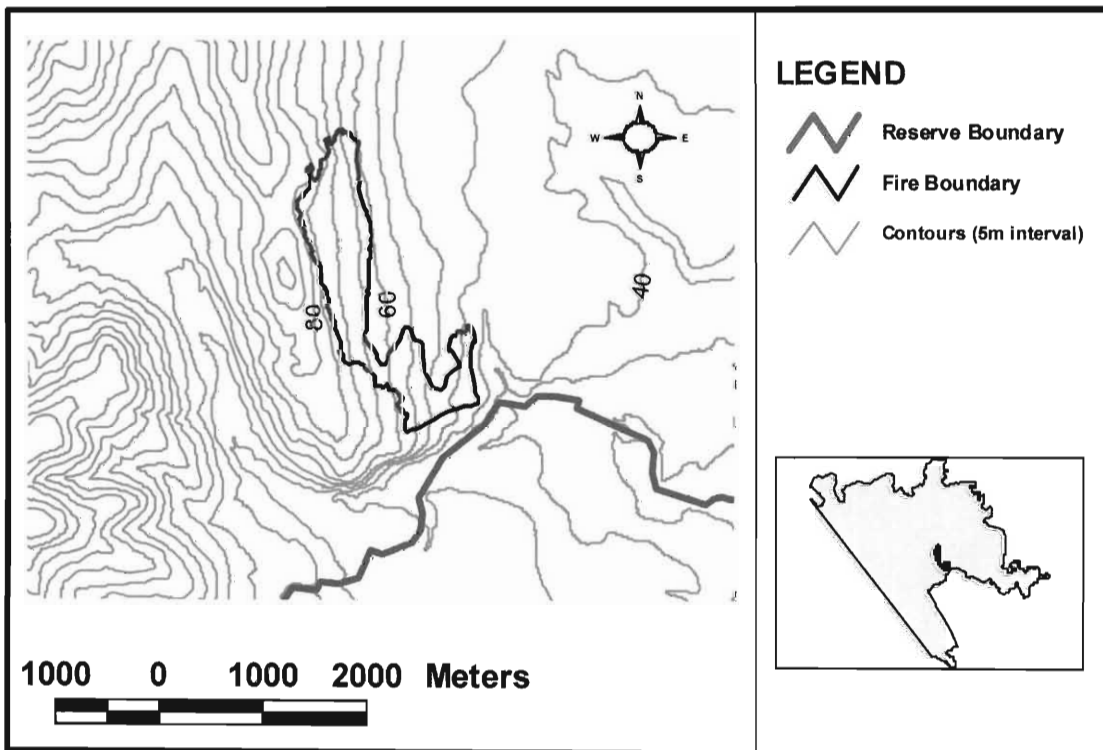 N
W E
S
80
60
40
1000 0 1000 2000 Meters
LEGEND
Reserve Boundary
Fire Boundary
Contours (5m interval)